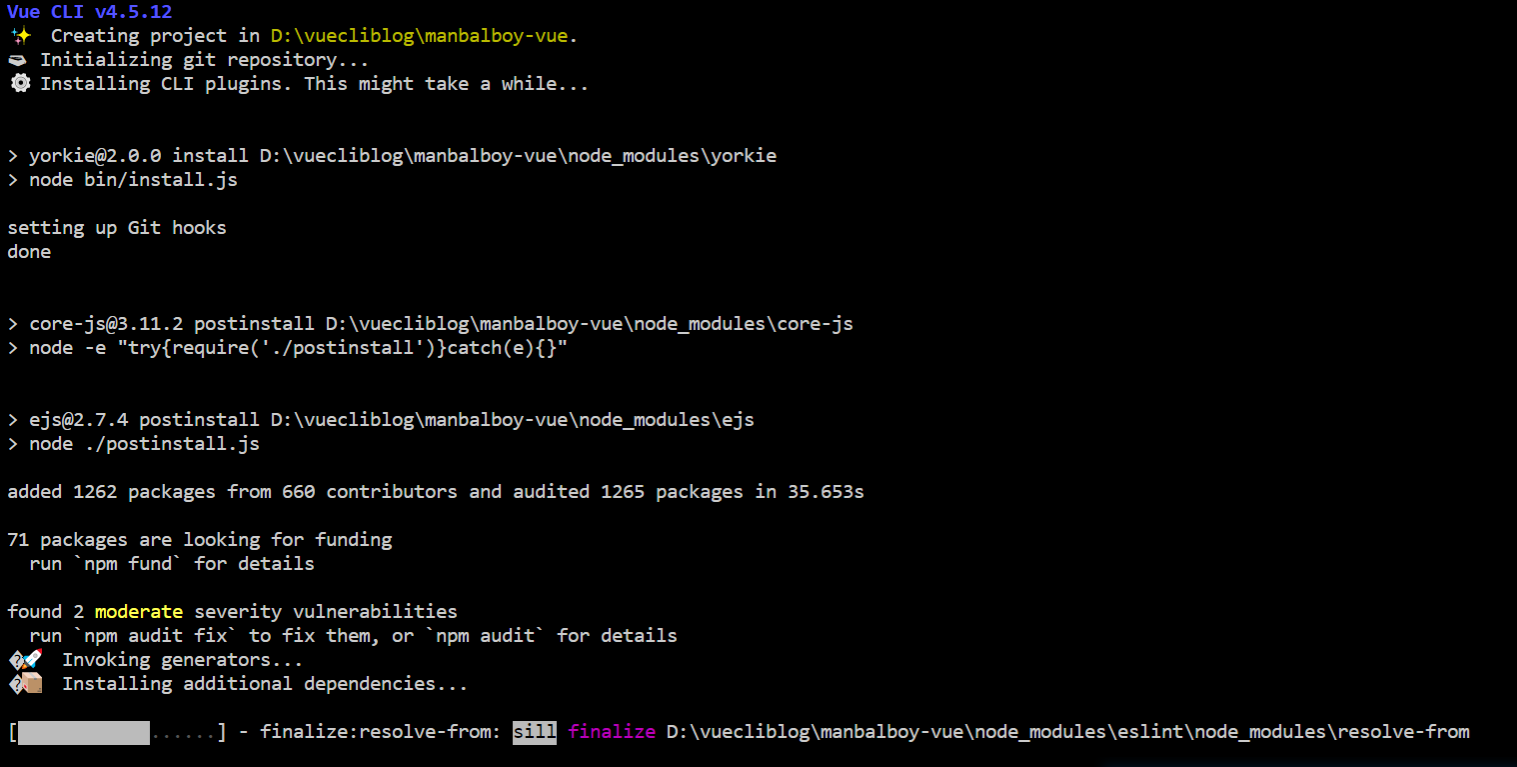 Vue CLI v4.5.12
✨ Creating project in D:\vuecliblog\manbalboy-vue.
Initializing git repository...
⚙ Installing CLI plugins. This might take a while...
> yorkie@2.0.0 install D:\vuecliblog\manbalboy-vue\node_modules\yorkie
> node bin/install.js
setting up Git hooks
done
> core-js@3.11.2 postinstall D:\vuecliblog\manbalboy-vue\node_modules\core-js
> node -e "try{require('./postinstall')}catch(e){}"
> ejs@2.7.4 postinstall D:\vuecliblog\manbalboy-vue\node_modules\ejs
> node ./postinstall.js
added 1262 packages from 660 contributors and audited 1265 packages in 35.653s
71 packages are looking for funding
run `npm fund` for details
found 2 moderate severity vulnerabilities
run `npm audit fix` to fix them, or `npm audit` for details
�🚀 Invoking generators...
�📦 Installing additional dependencies...
[ ......] - finalize:resolve-from: sill finalize D:\vuecliblog\manbalboy-vue\node_modules\eslint\node_modules\resolve-from